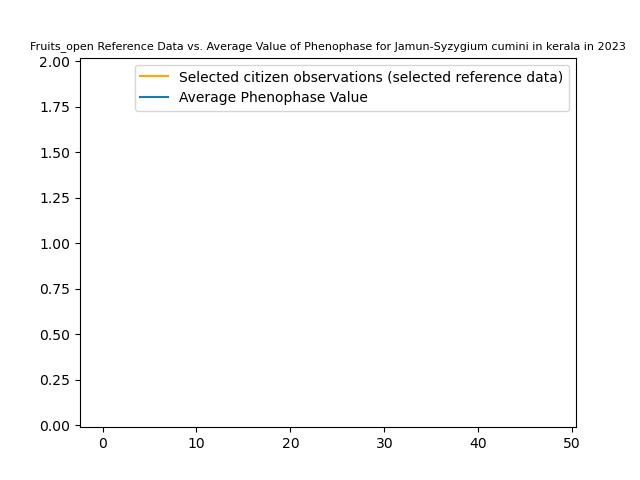 Fruits_open Reference Data vs. Average Value of Phenophase for Jamun-Syzygium cumini in kerala in 2023
Selected citizen observations (selected reference data)
Average Phenophase Value
2.00
1.75
1.50
1.25
1.00
0.75
0.50
0.25
0.00
0 10 20 30 40 50